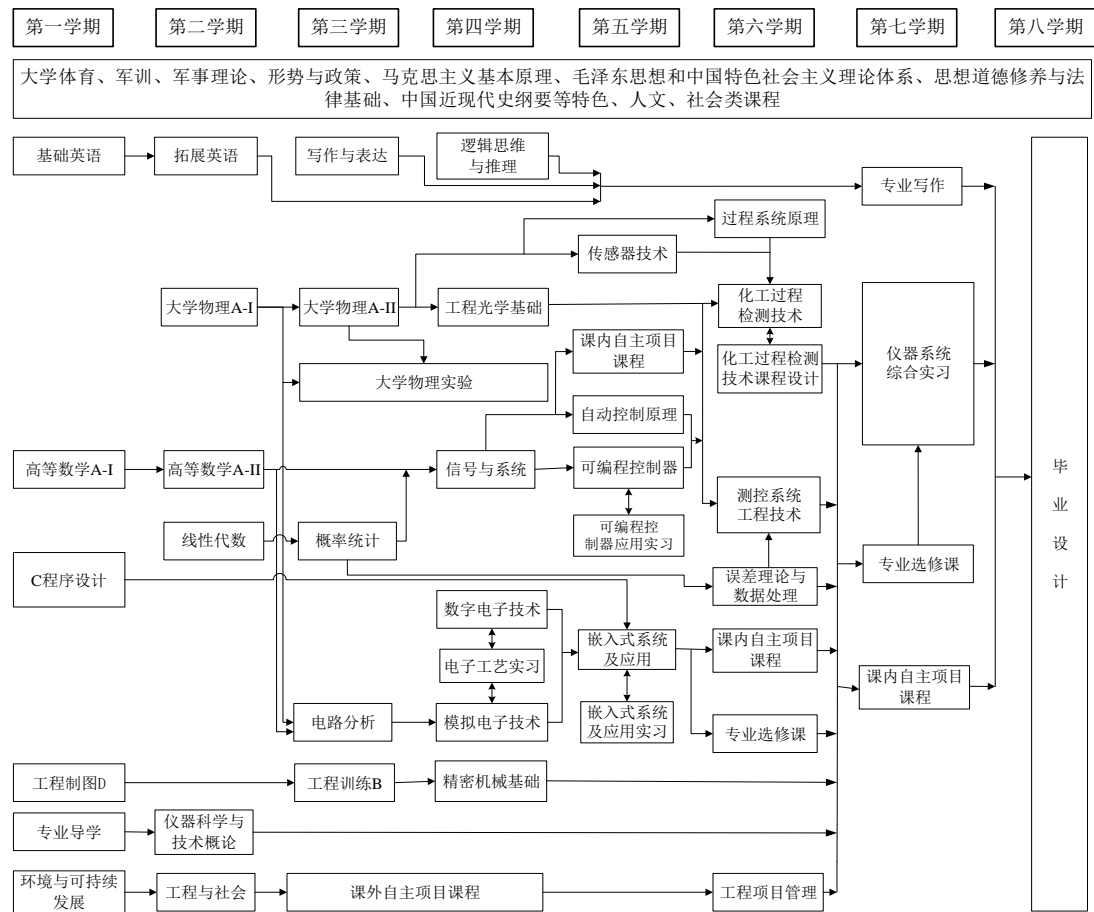 第一学期
第二学期
第三学期
第四学期
第五学期
第六学期
第七学期
第八学期
大学体育、军训、军事理论、形势与政策、马克思主义基本原理、毛泽东思想和中国特色社会主义理论体系、思想道德修养与法
律基础、中国近现代史纲要等特色、人文、社会类课程
基础英语
拓展英语
写作与表达
逻辑思维
与推理
专业写作
过程系统原理
传感器技术
大学物理A-I
大学物理A-II
工程光学基础
化工过程
检测技术
课内自主项目
课程
化工过程检测
技术课程设计
仪器系统
综合实习
大学物理实验
自动控制原理
高等数学A-I
高等数学A-II
信号与系统
可编程控制器
测控系统
工程技术
线性代数
概率统计
可编程控
制器应用实习
专业选修课
C程序设计
误差理论与
数据处理
数字电子技术
嵌入式系统
及应用
课内自主项目
课程
电子工艺实习
课内自主项目
课程
电路分析
模拟电子技术
嵌入式系统
及应用实习
专业选修课
工程制图D
工程训练B
精密机械基础
专业导学
仪器科学与
技术概论
环境与可持续
发展
工程与社会
课外自主项目课程
工程项目管理
毕
业
设
计